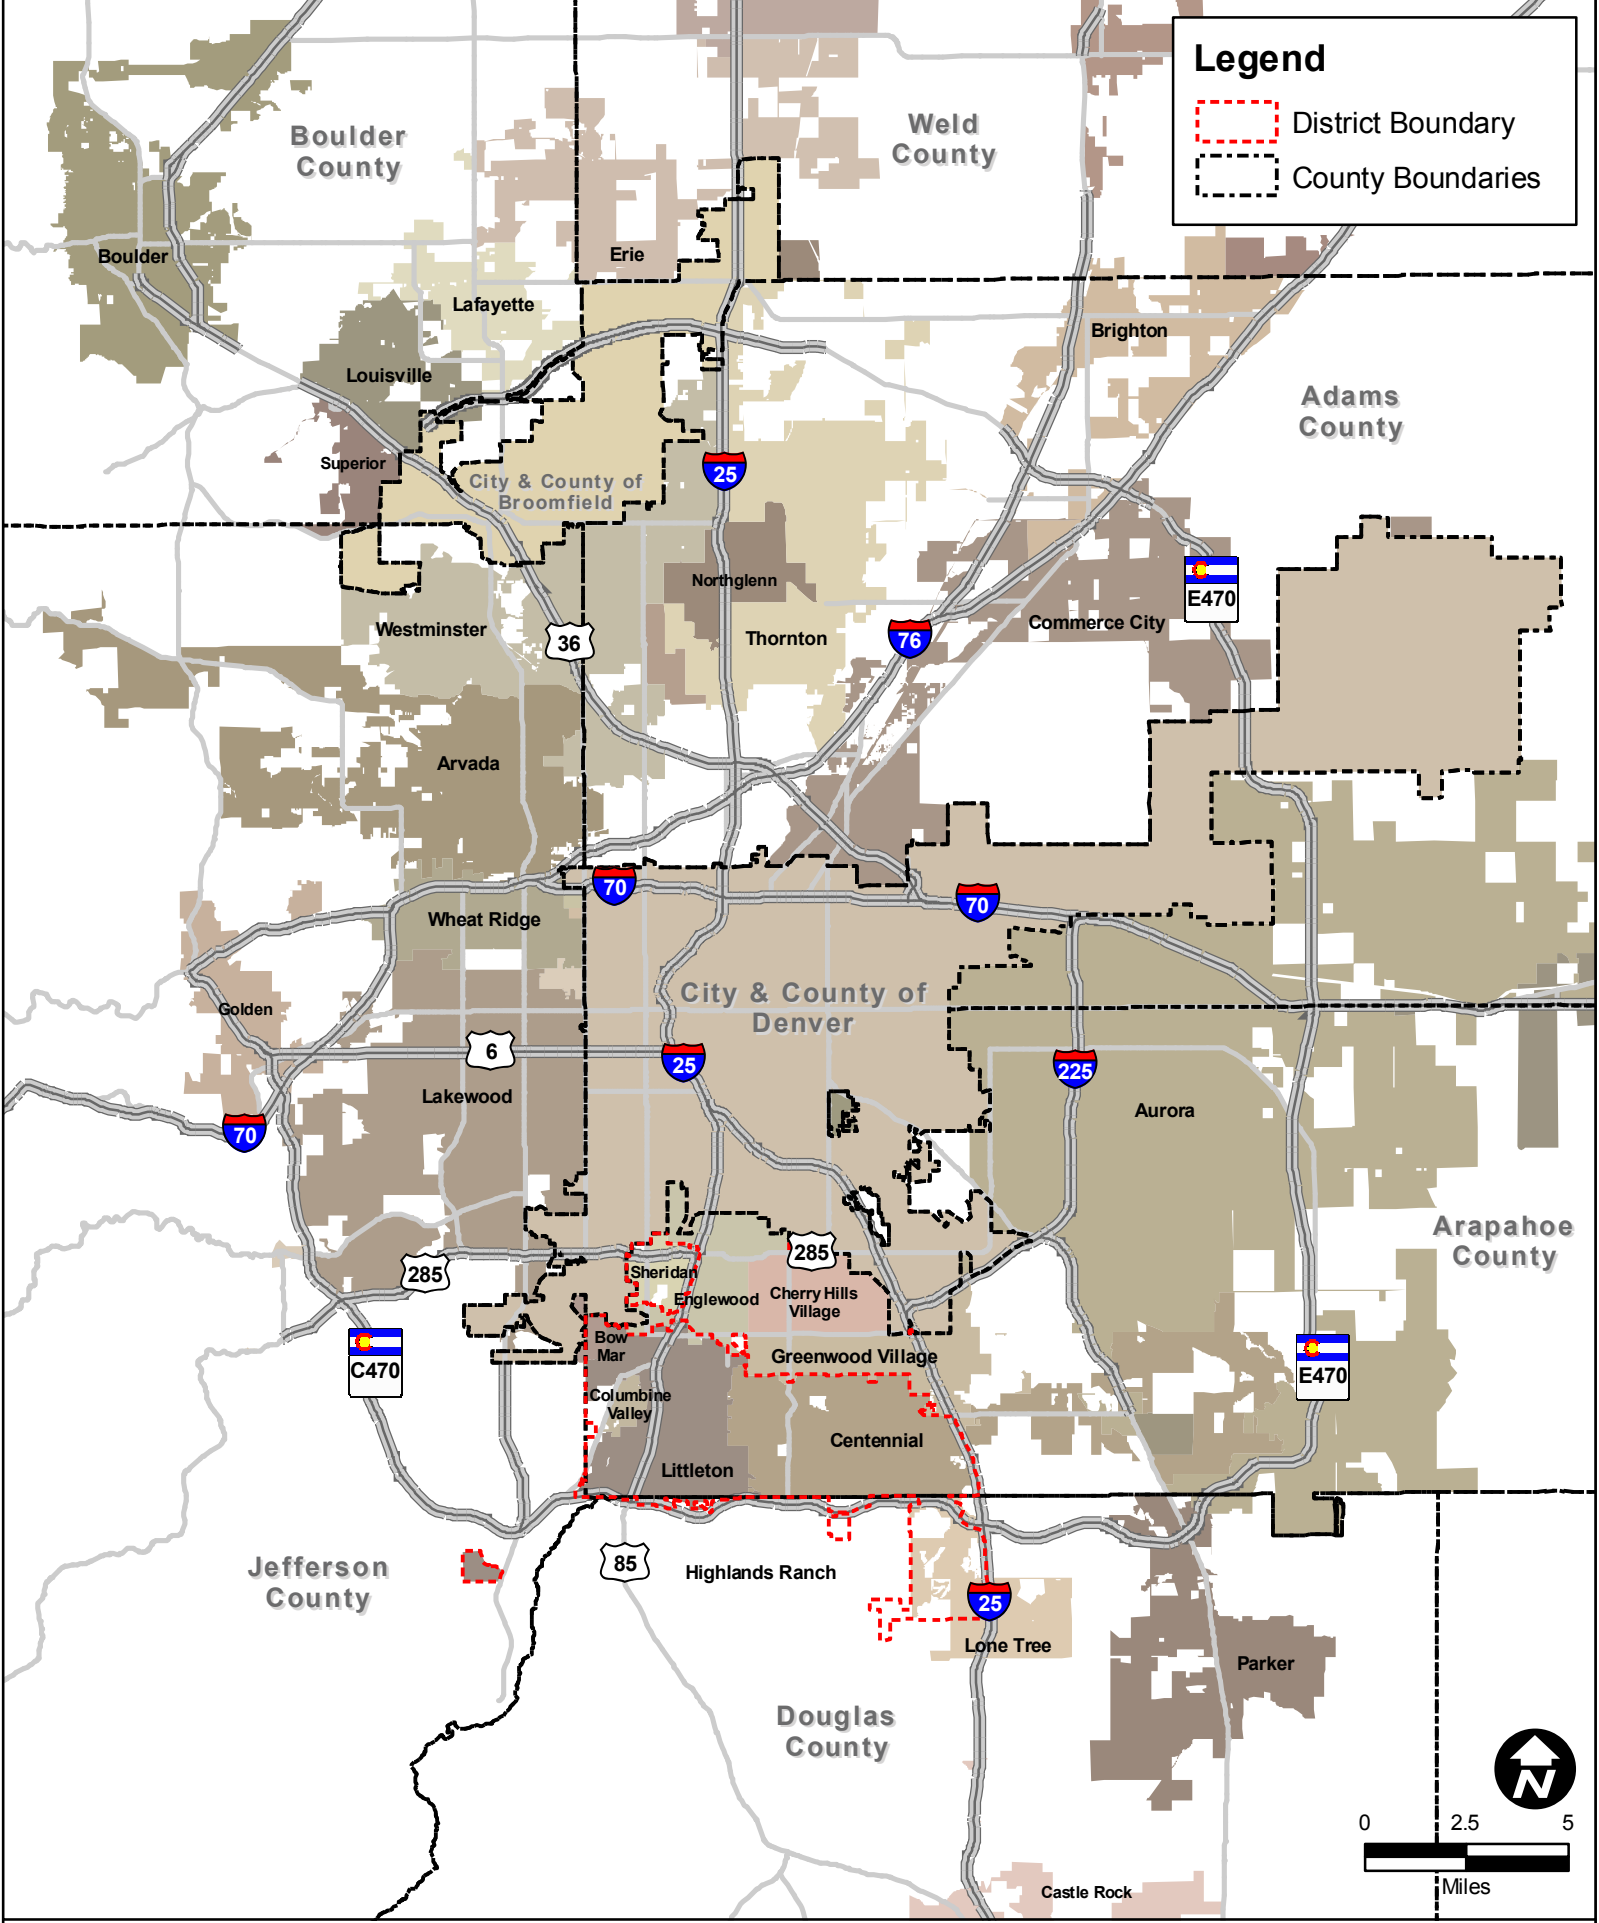 Legend
District Boundary
County Boundaries
Boulder
County
Weld
County
Boulder
Erie
Lafayette
Brighton
Louisville
Adams
County
Superior
25
City & County of
Broomfield
Northglenn
E470
Westminster
36
Thornton
76
Commerce City
Arvada
70
70
Wheat Ridge
City & County of
Denver
Golden
6
25
225
Lakewood
Aurora
70
Arapahoe
County
285
285
Sheridan
Englewood
Cherry Hills
Village
Bow
Mar
Greenwood Village
C470
E470
Columbine
Valley
Centennial
Littleton
Jefferson
County
85
Highlands Ranch
25
Lone Tree
Parker
Douglas
County
N
0 2.5 5
Miles
Castle Rock